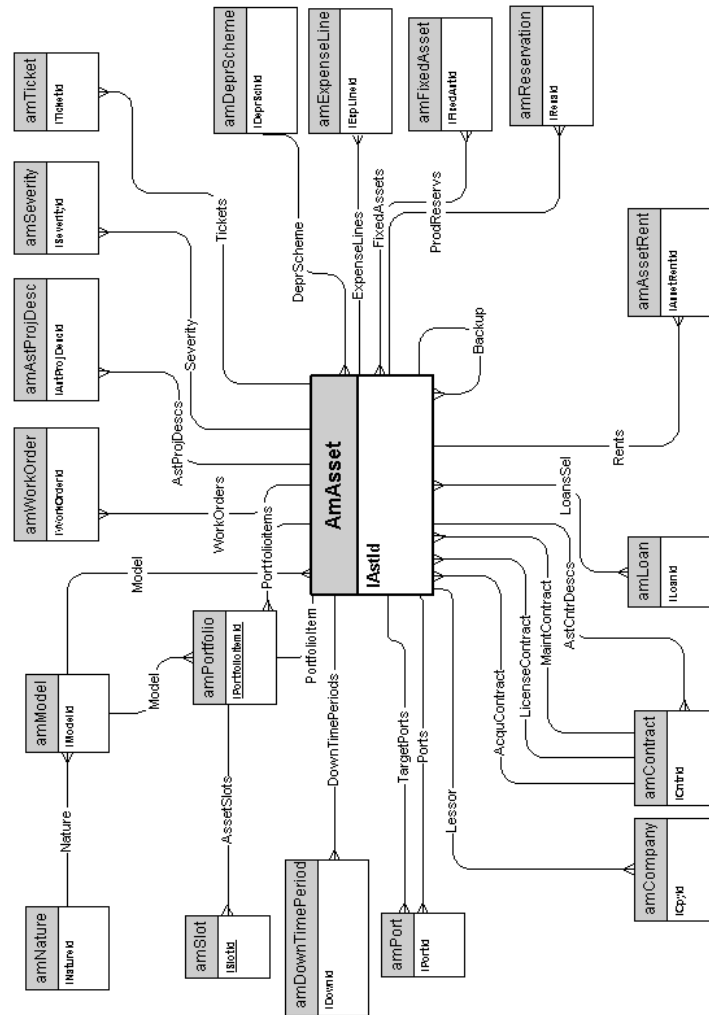 amCompany
lCpyId
amContract
lCntrId
amLoan
lLoanId
amAssetRent
lAssetRentId
amPort
lPortId
amDownTimePeriod
lDownId
amSlot
lSlotId
amNature
lNatureId
Lessor
AcquContract
LicenseContract
MaintContract
AstCntrDescs
LoansSel
Rents
Ports
TargetPorts
DownTimePeriods
AssetSlots
Nature
AmAsset
lAstId
Backup
PortfolioItem
Portfolioitems
amPortfolio
lPortfolioItemId
Model
amModel
lModelId
Model
WorkOrders
AstProjDescs
Severity
Tickets
DeprScheme
ExpenseLines
FixedAssets
ProdReservs
amWorkOrder
lWorkOrderId
amAstProjDesc
lAstProjDescId
amSeverity
lSeverityId
amTicket
lTicketId
amDeprScheme
lDeprSchId
amExpenseLine
lExpLineId
amFixedAsset
lFixedAstId
amReservation
lResaId